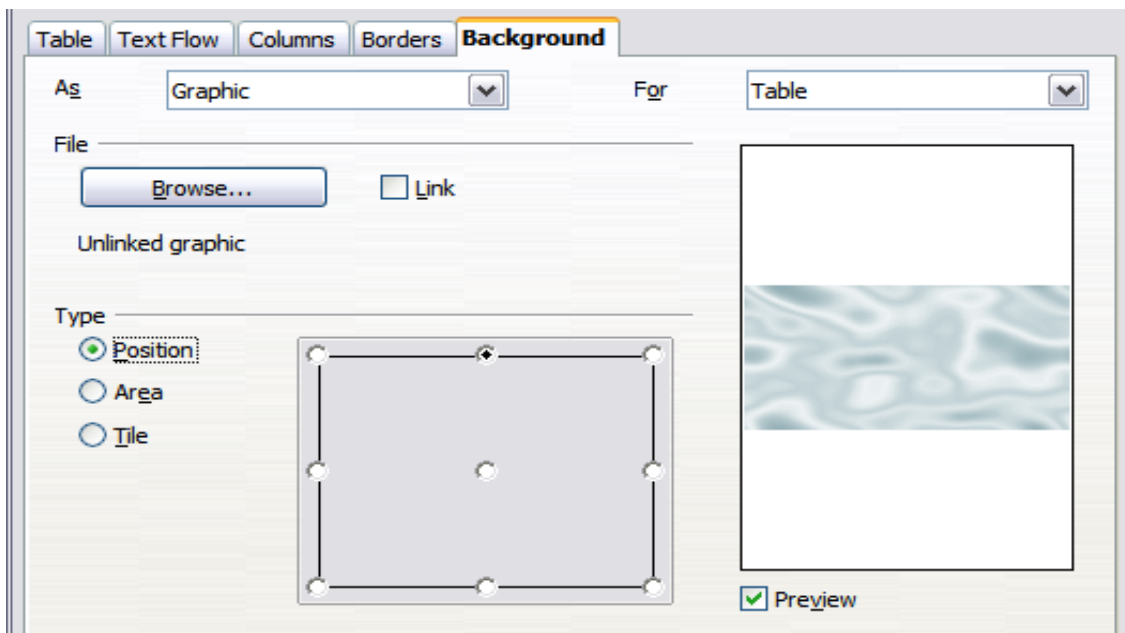 Table Text Flow Columns Borders Background
As Graphic For Table
File
Browse... Link
Unlinked graphic
Type
Position
Area
Tile
Preview